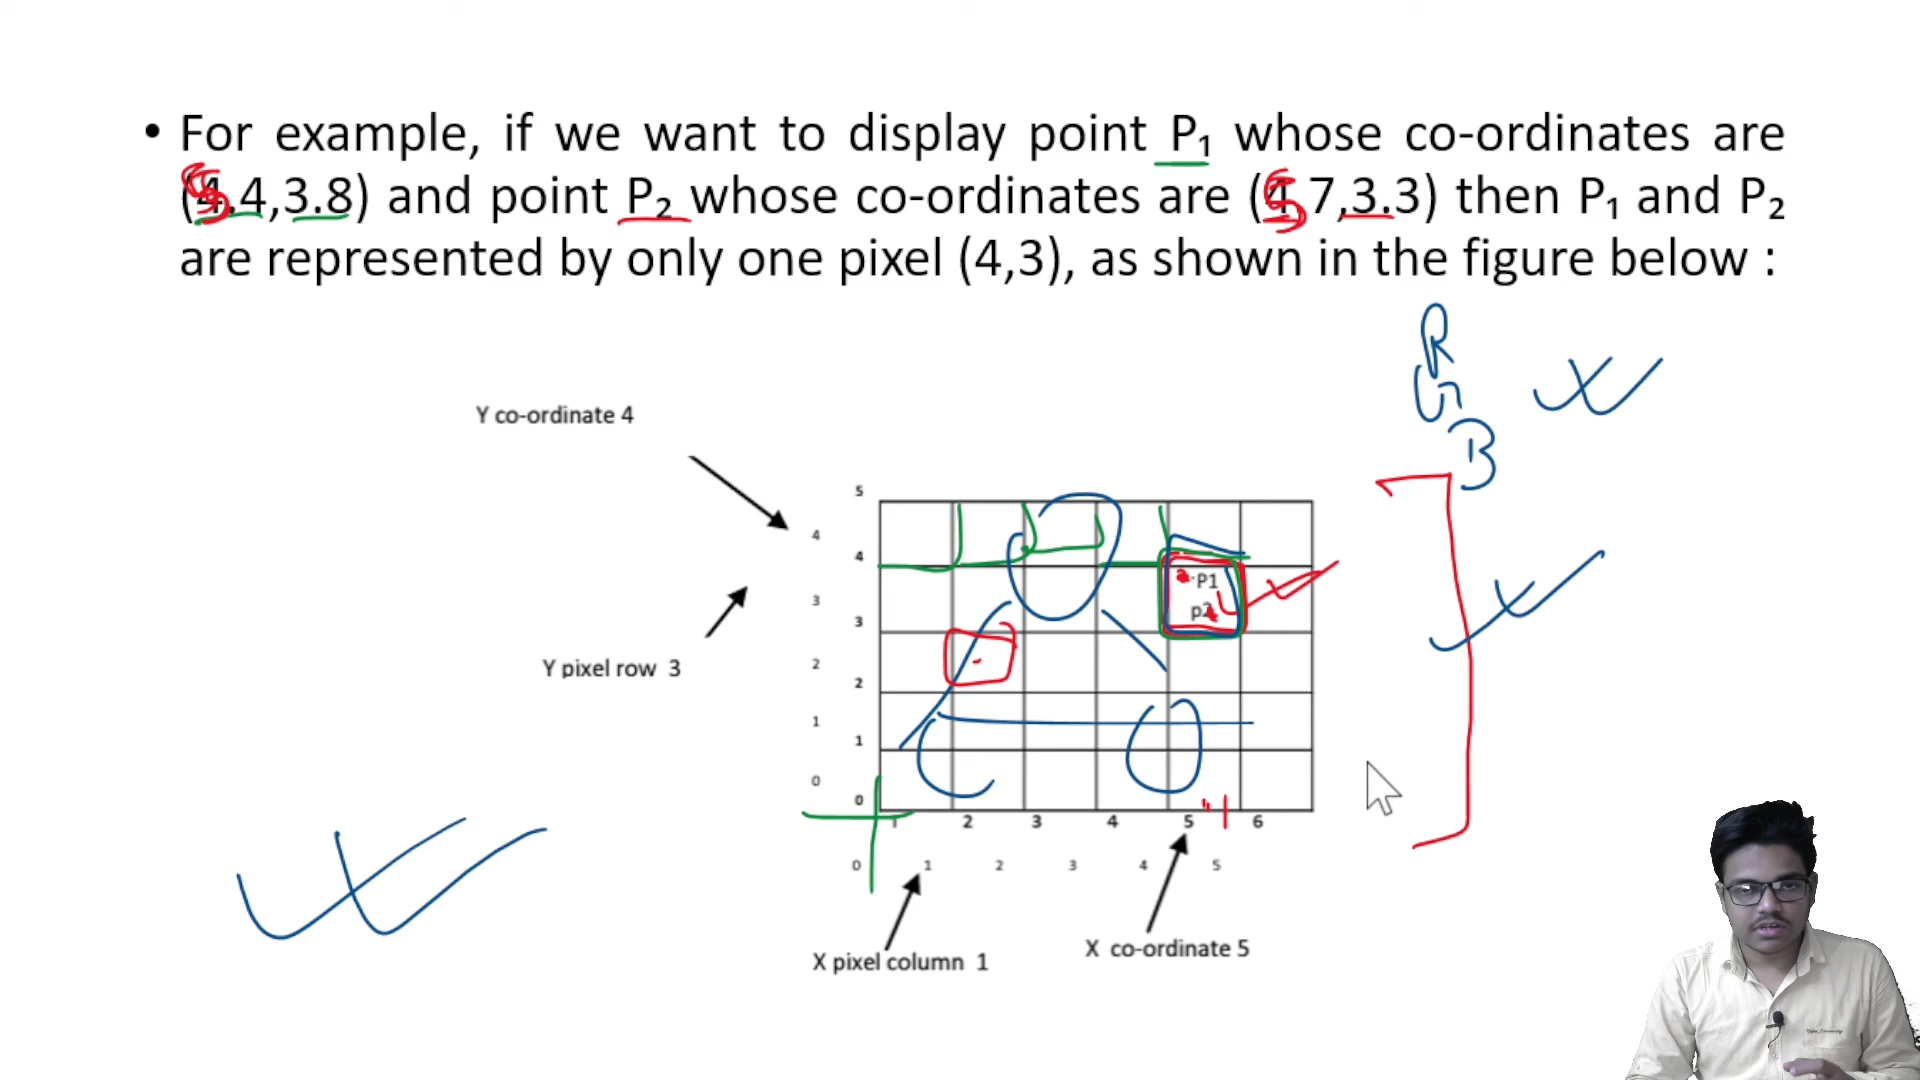 • For example, if we want to display point P₁ whose co-ordinates are
(4.4,3.8) and point P₂ whose co-ordinates are (4.7,3.3) then P₁ and P₂
are represented by only one pixel (4,3), as shown in the figure below :
R
G
B
Y co-ordinate 4
5
4
4
P1
3
p2
3
Y pixel row 3
2
2
1
1
0
0
1 2 3 4 5 6
0 1 2 3 4 5
X pixel column 1
X co-ordinate 5